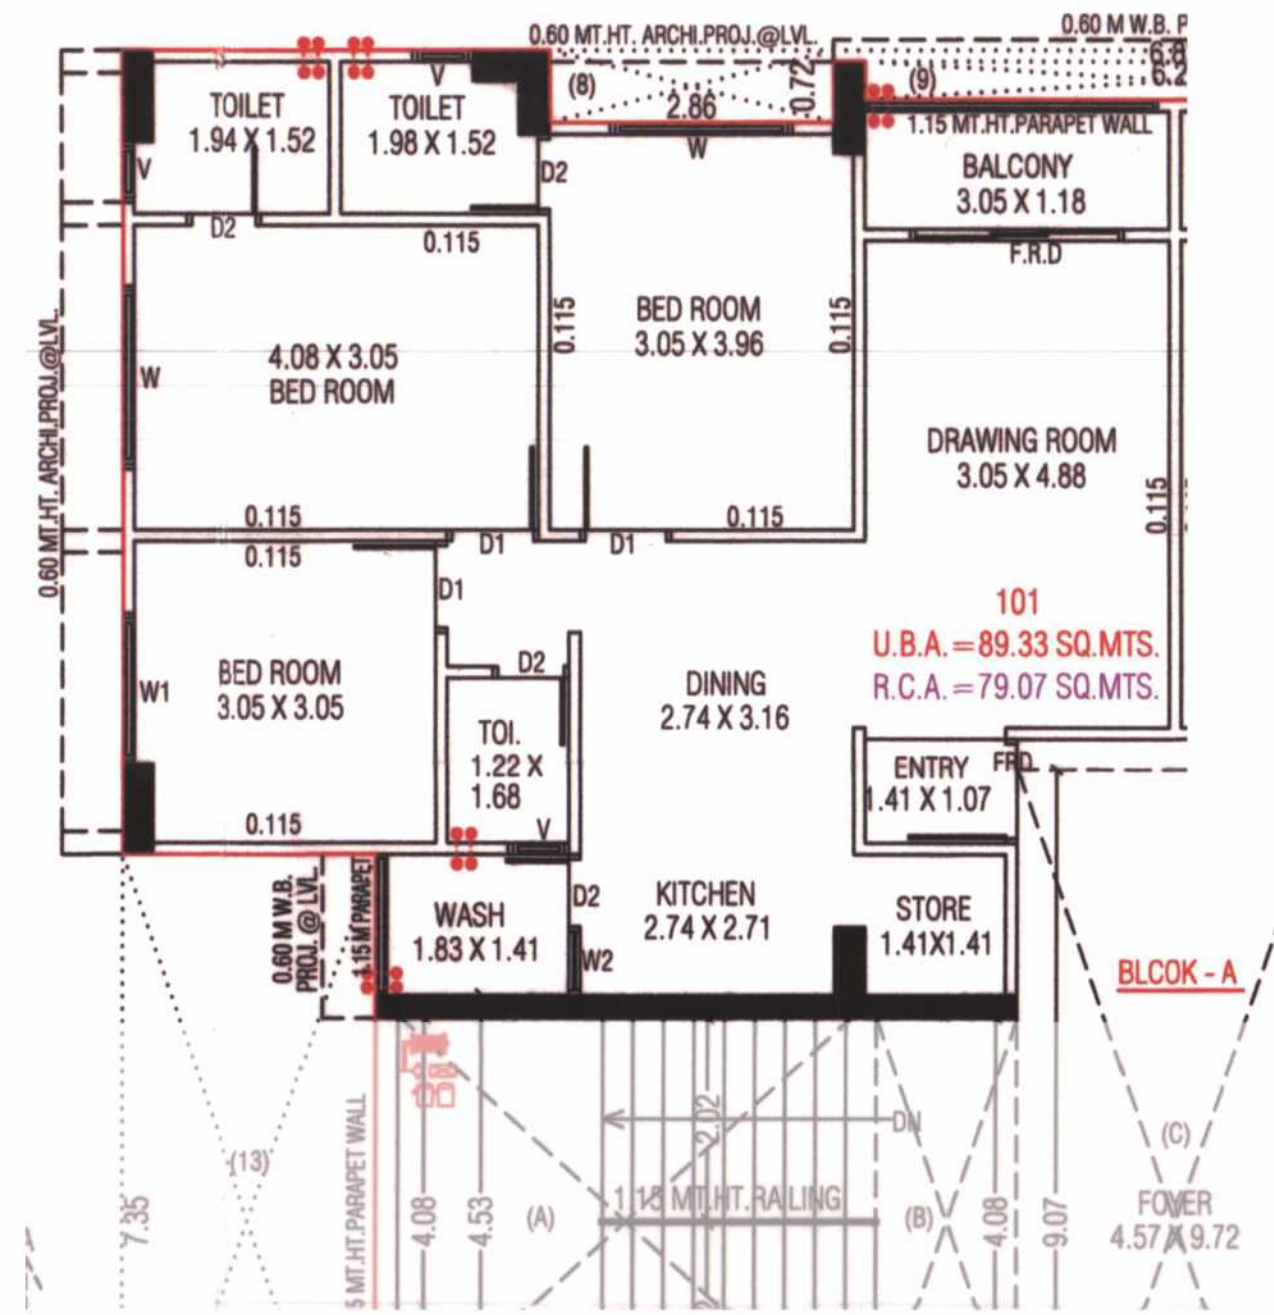 0.60 MT.HT. ARCHI.PROJ.@LVL.
0.60 M W.B. P
(8)
2.86
0.72
(9)
W
V
TOILET
1.94 X 1.52
TOILET
1.98 X 1.52
V
D2
D2
0.115
1.15 MT.HT.PARAPET WALL
BALCONY
3.05 X 1.18
F.R.D
0.60 MT.HT. ARCHI.PROJ.@LVL.
W
4.08 X 3.05
BED ROOM
0.115
BED ROOM
3.05 X 3.96
0.115
DRAWING ROOM
3.05 X 4.88
0.115
0.115
0.115
0.115
D1
D1
D1
101
U.B.A. = 89.33 SQ.MTS.
R.C.A. = 79.07 SQ.MTS.
W1
BED ROOM
3.05 X 3.05
0.115
D2
TOI.
1.22 X
1.68
V
DINING
2.74 X 3.16
ENTRY
1.41 X 1.07
FRD
0.60 M W.B.
PROJ. @ LVL.
1.15 M PARAPET
WASH
1.83 X 1.41
D2
W2
KITCHEN
2.74 X 2.71
STORE
1.41X1.41
BLCOK - A
(13)
7.35
5 MT.HT.PARAPET WALL
4.08
4.53
(A)
2.02
DN
1.15 MT.HT.RAILING
(B)
4.08
9.07
(C)
FOYER
4.57 X 9.72